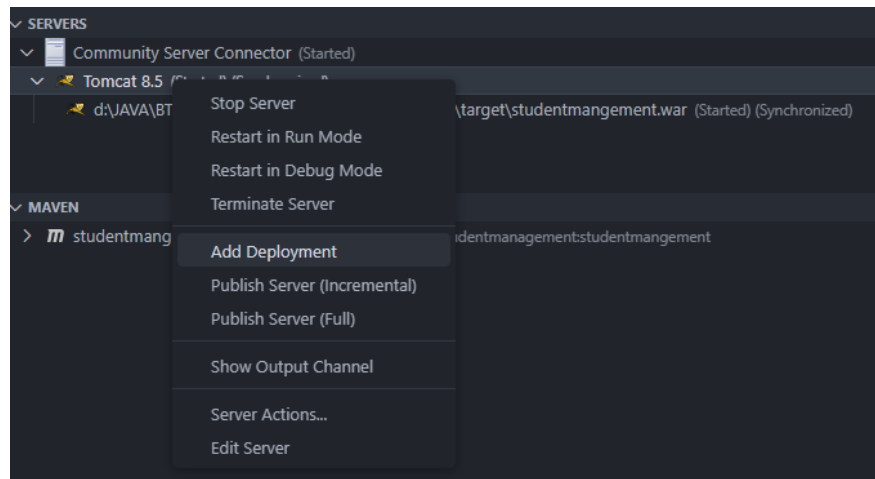 SERVERS
Community Server Connector (Started)
Tomcat 8.5
d:\JAVA\BT
\target\studentmangement.war (Started) (Synchronized)
Stop Server
Restart in Run Mode
Restart in Debug Mode
Terminate Server
MAVEN
m studentmang
identmanagement:studentmangement
Add Deployment
Publish Server (Incremental)
Publish Server (Full)
Show Output Channel
Server Actions...
Edit Server